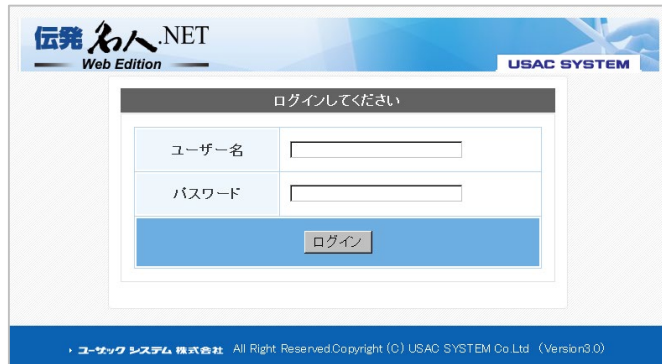 伝発名人.NET
Web Edition
USAC SYSTEM
ログインしてください
ユーザー名
パスワード
ログイン
ユーザック システム 株式会社 All Right Reserved.Copyright (C) USAC SYSTEM Co.Ltd (Version3.0)